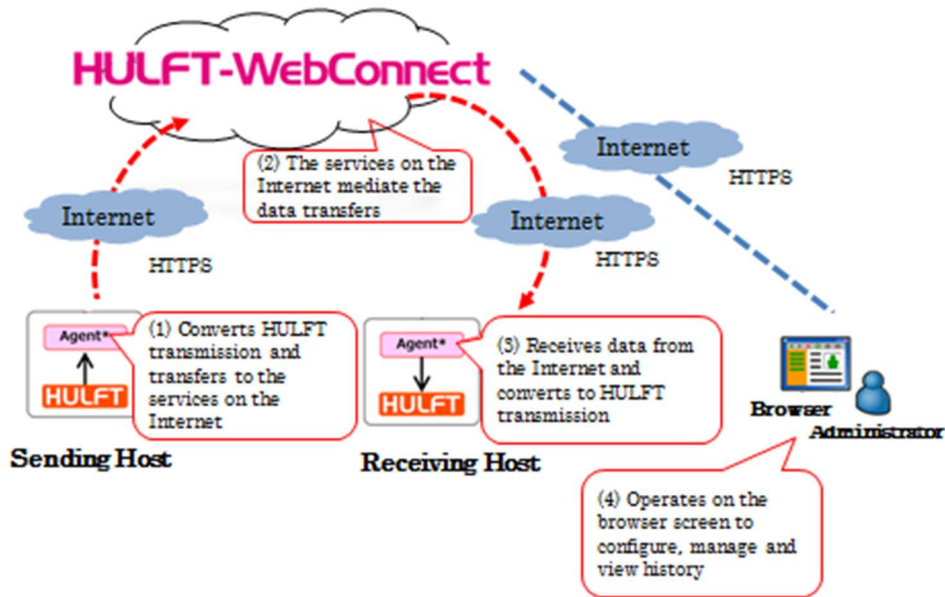 HULFT-WebConnect
(2) The services on the
Internet mediate the
data transfers
Internet
HTTPS
Internet
HTTPS
Internet
HTTPS
Agent*
HULFT
(1) Converts HULFT
transmission and
transfers to the
services on the
Internet
Sending Host
Agent*
HULFT
(3) Receives data from
the Internet and
converts to HULFT
transmission
Receiving Host
Browser
Administrator
(4) Operates on the
browser screen to
configure, manage and
view history